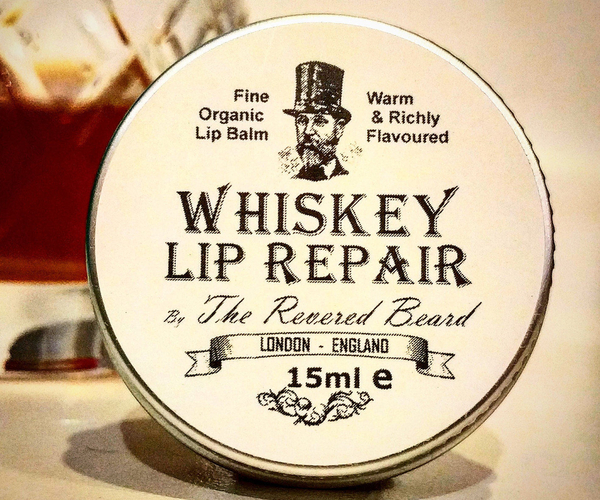 Fine
Organic
Lip Balm
Warm
& Richly
Flavoured
WHISKEY
LIP REPAIR
By The Revered Beard
LONDON - ENGLAND
15ml e